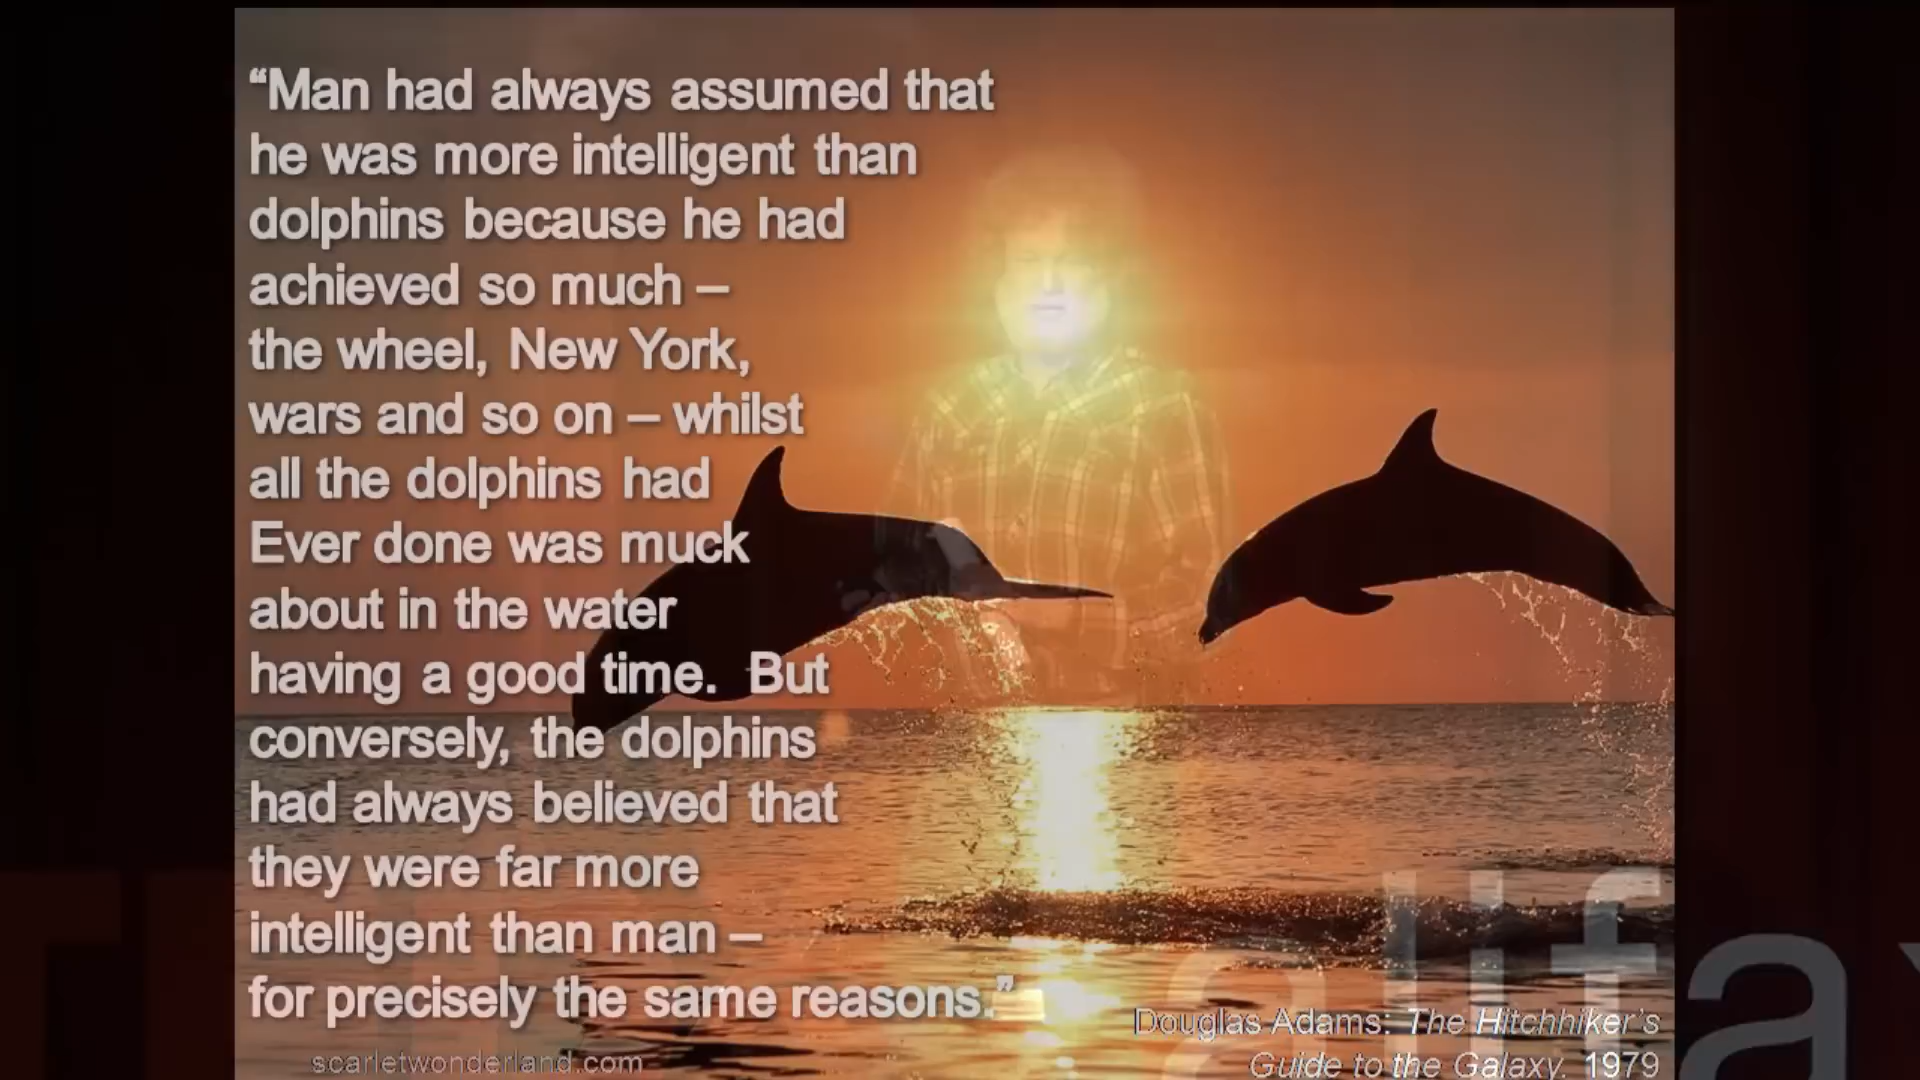 “Man had always assumed that
he was more intelligent than
dolphins because he had
achieved so much –
the wheel, New York,
wars and so on – whilst
all the dolphins had
Ever done was muck
about in the water
having a good time.  But
conversely, the dolphins
had always believed that
they were far more
intelligent than man –
for precisely the same reasons.”
Douglas Adams: The Hitchhiker’s
Guide to the Galaxy. 1979
scarletwonderland.com